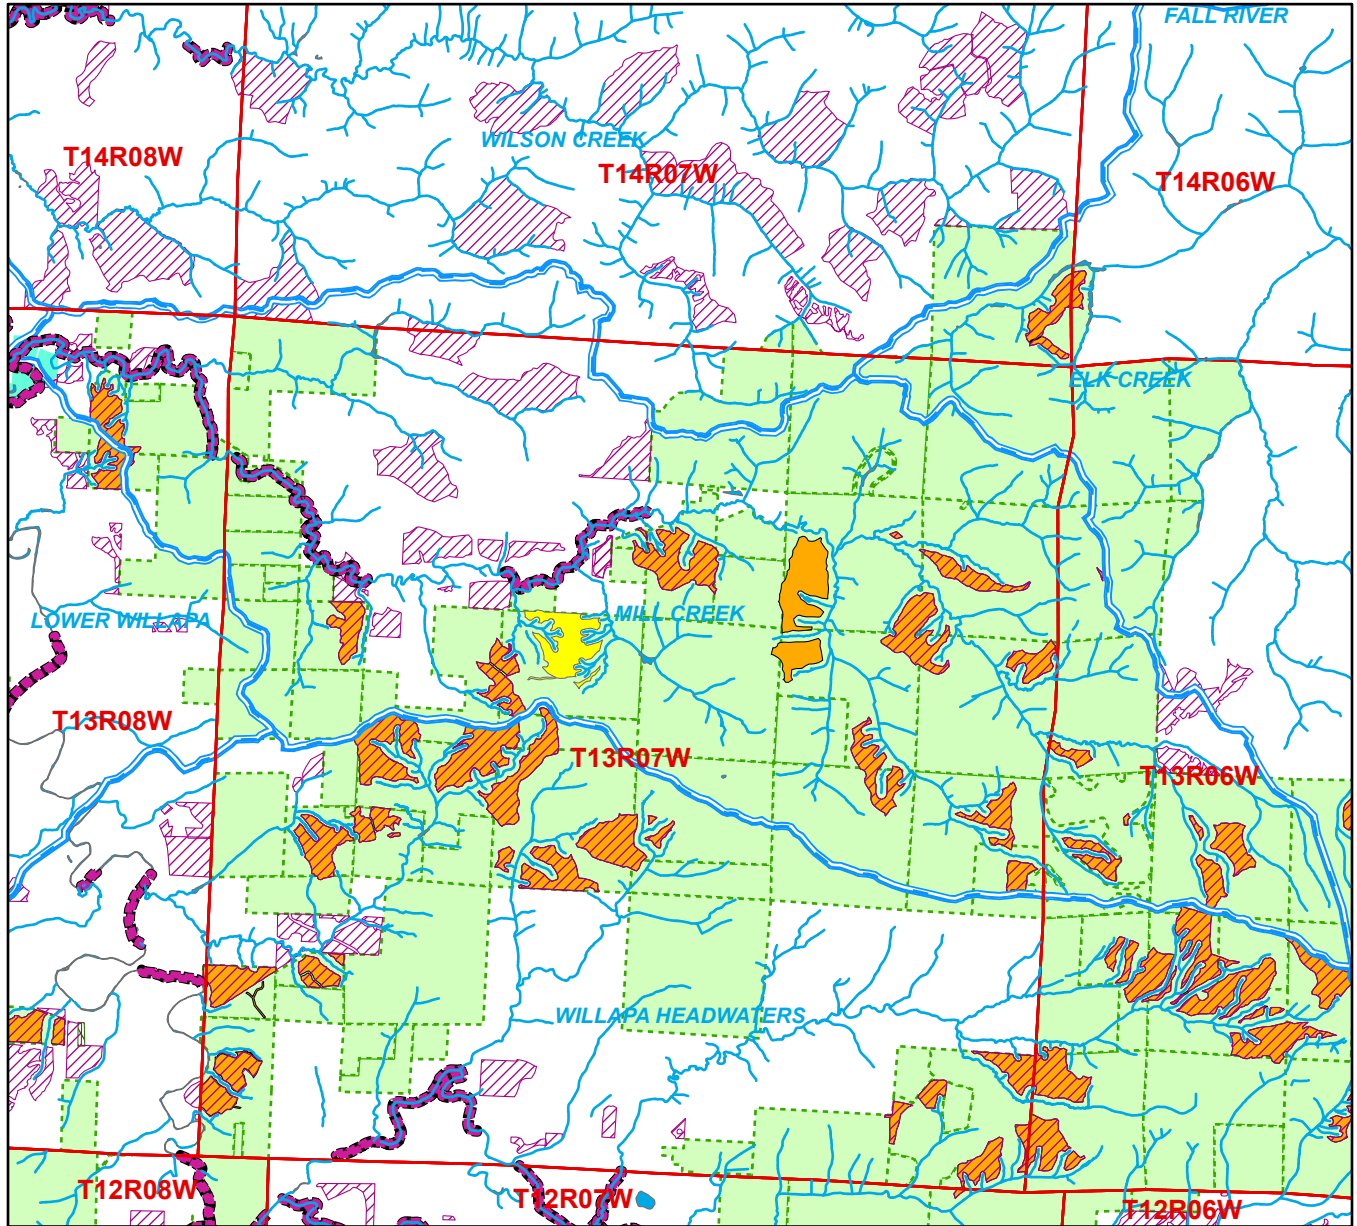 FALL RIVER
WILSON CREEK
T14R08W
T14R07W
T14R06W
ELK CREEK
LOWER WILLAPA
MILL CREEK
T13R08W
T13R07W
T13R06W
WILLAPA HEADWATERS
T12R08W
T12R07W
T12R06W